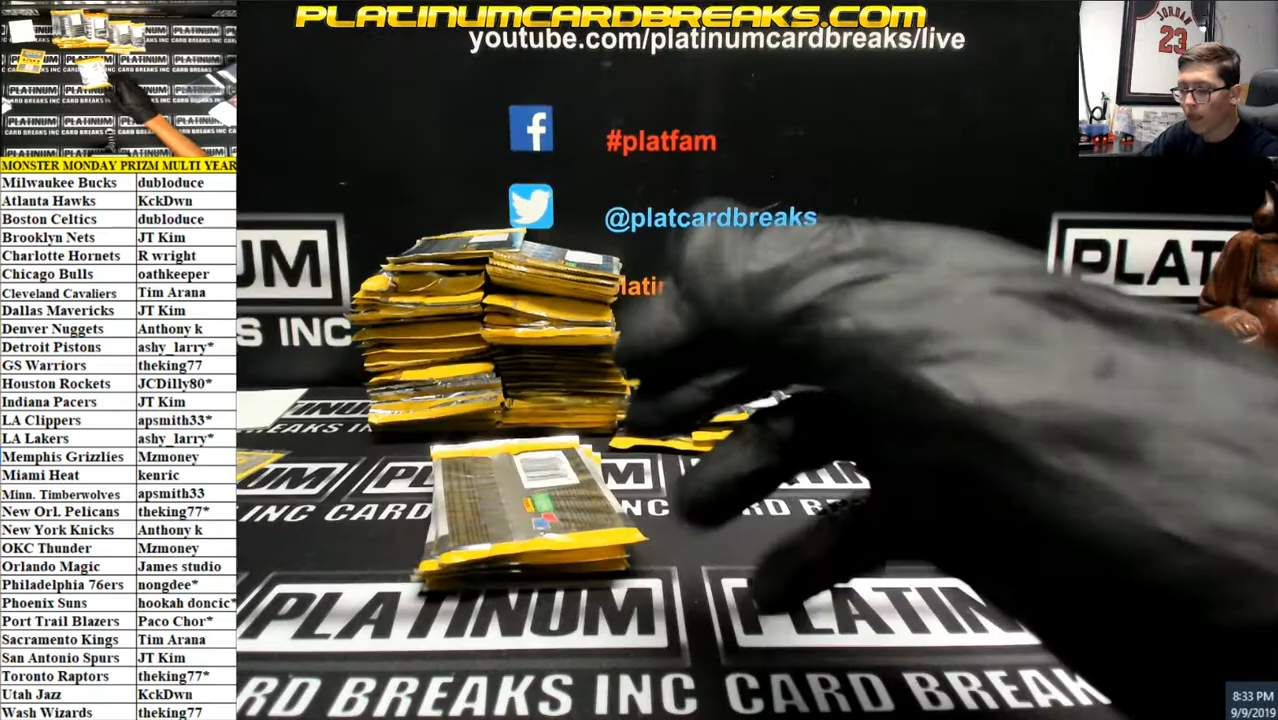 PLATINUMCARDBREAKS.COM
youtube.com/platinumcardbreaks/live
#platfam
@platcardbreaks
JORDAN
23
MONSTER MONDAY PRIZM MULTI YEAR
Milwaukee Bucks dubloduce
Atlanta Hawks KckDwn
Boston Celtics dubloduce
Brooklyn Nets JT Kim
Charlotte Hornets R wright
Chicago Bulls oathkeeper
Cleveland Cavaliers Tim Arana
Dallas Mavericks JT Kim
Denver Nuggets Anthony k
Detroit Pistons ashy_larry*
GS Warriors theking77
Houston Rockets JCDilly80*
Indiana Pacers JT Kim
LA Clippers apsmith33*
LA Lakers ashy_larry*
Memphis Grizzlies Mzmoney
Miami Heat kenric
Minn. Timberwolves apsmith33
New Orl. Pelicans theking77*
New York Knicks Anthony k
OKC Thunder Mzmoney
Orlando Magic James studio
Philadelphia 76ers nongdee*
Phoenix Suns hookah doncic*
Port Trail Blazers Paco Chor*
Sacramento Kings Tim Arana
San Antonio Spurs JT Kim
Toronto Raptors theking77*
Utah Jazz KckDwn
Wash Wizards theking77
PLATINUM PLATINUM
RD BREAKS INC CARD BREAK
8:33 PM
9/9/2019